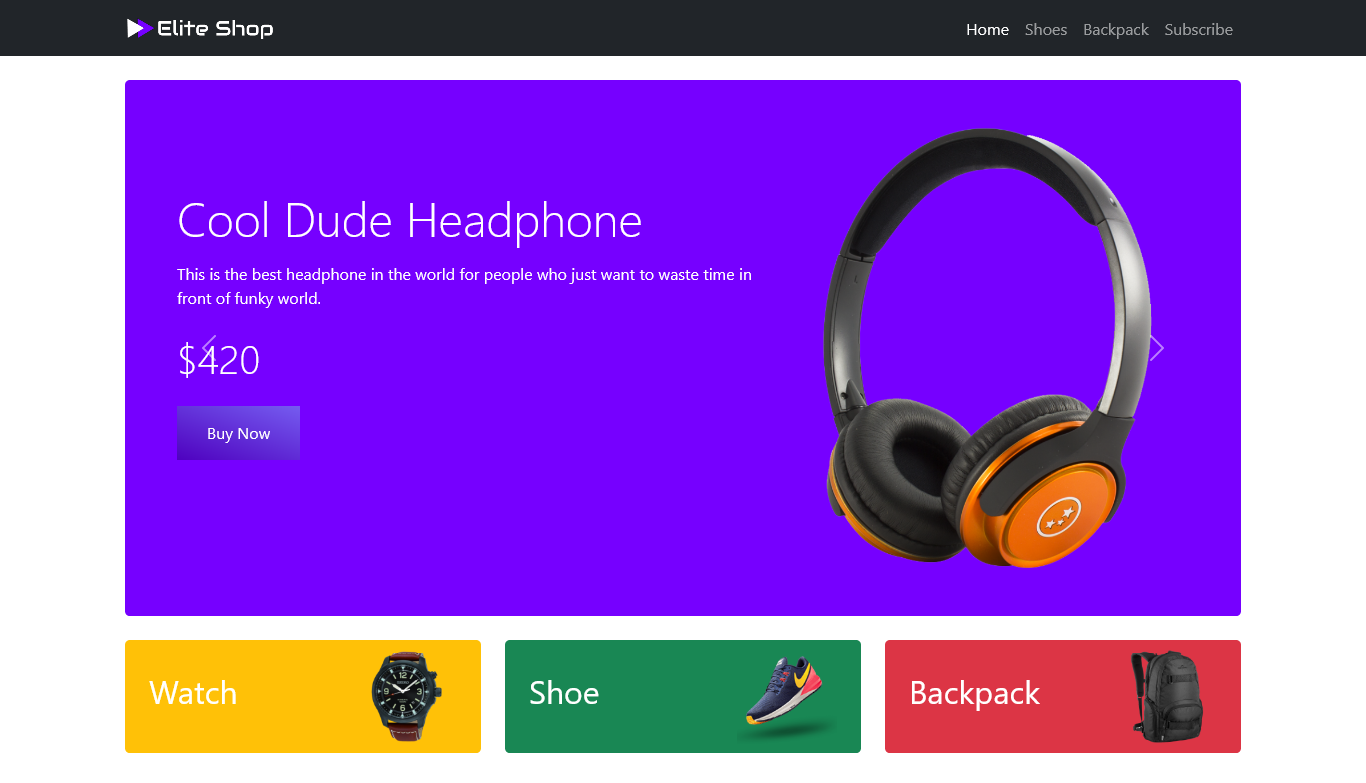 Elite Shop
Home Shoes Backpack Subscribe
Cool Dude Headphone
This is the best headphone in the world for people who just want to waste time in
front of funky world.
$420
Buy Now
Watch
Shoe
Backpack